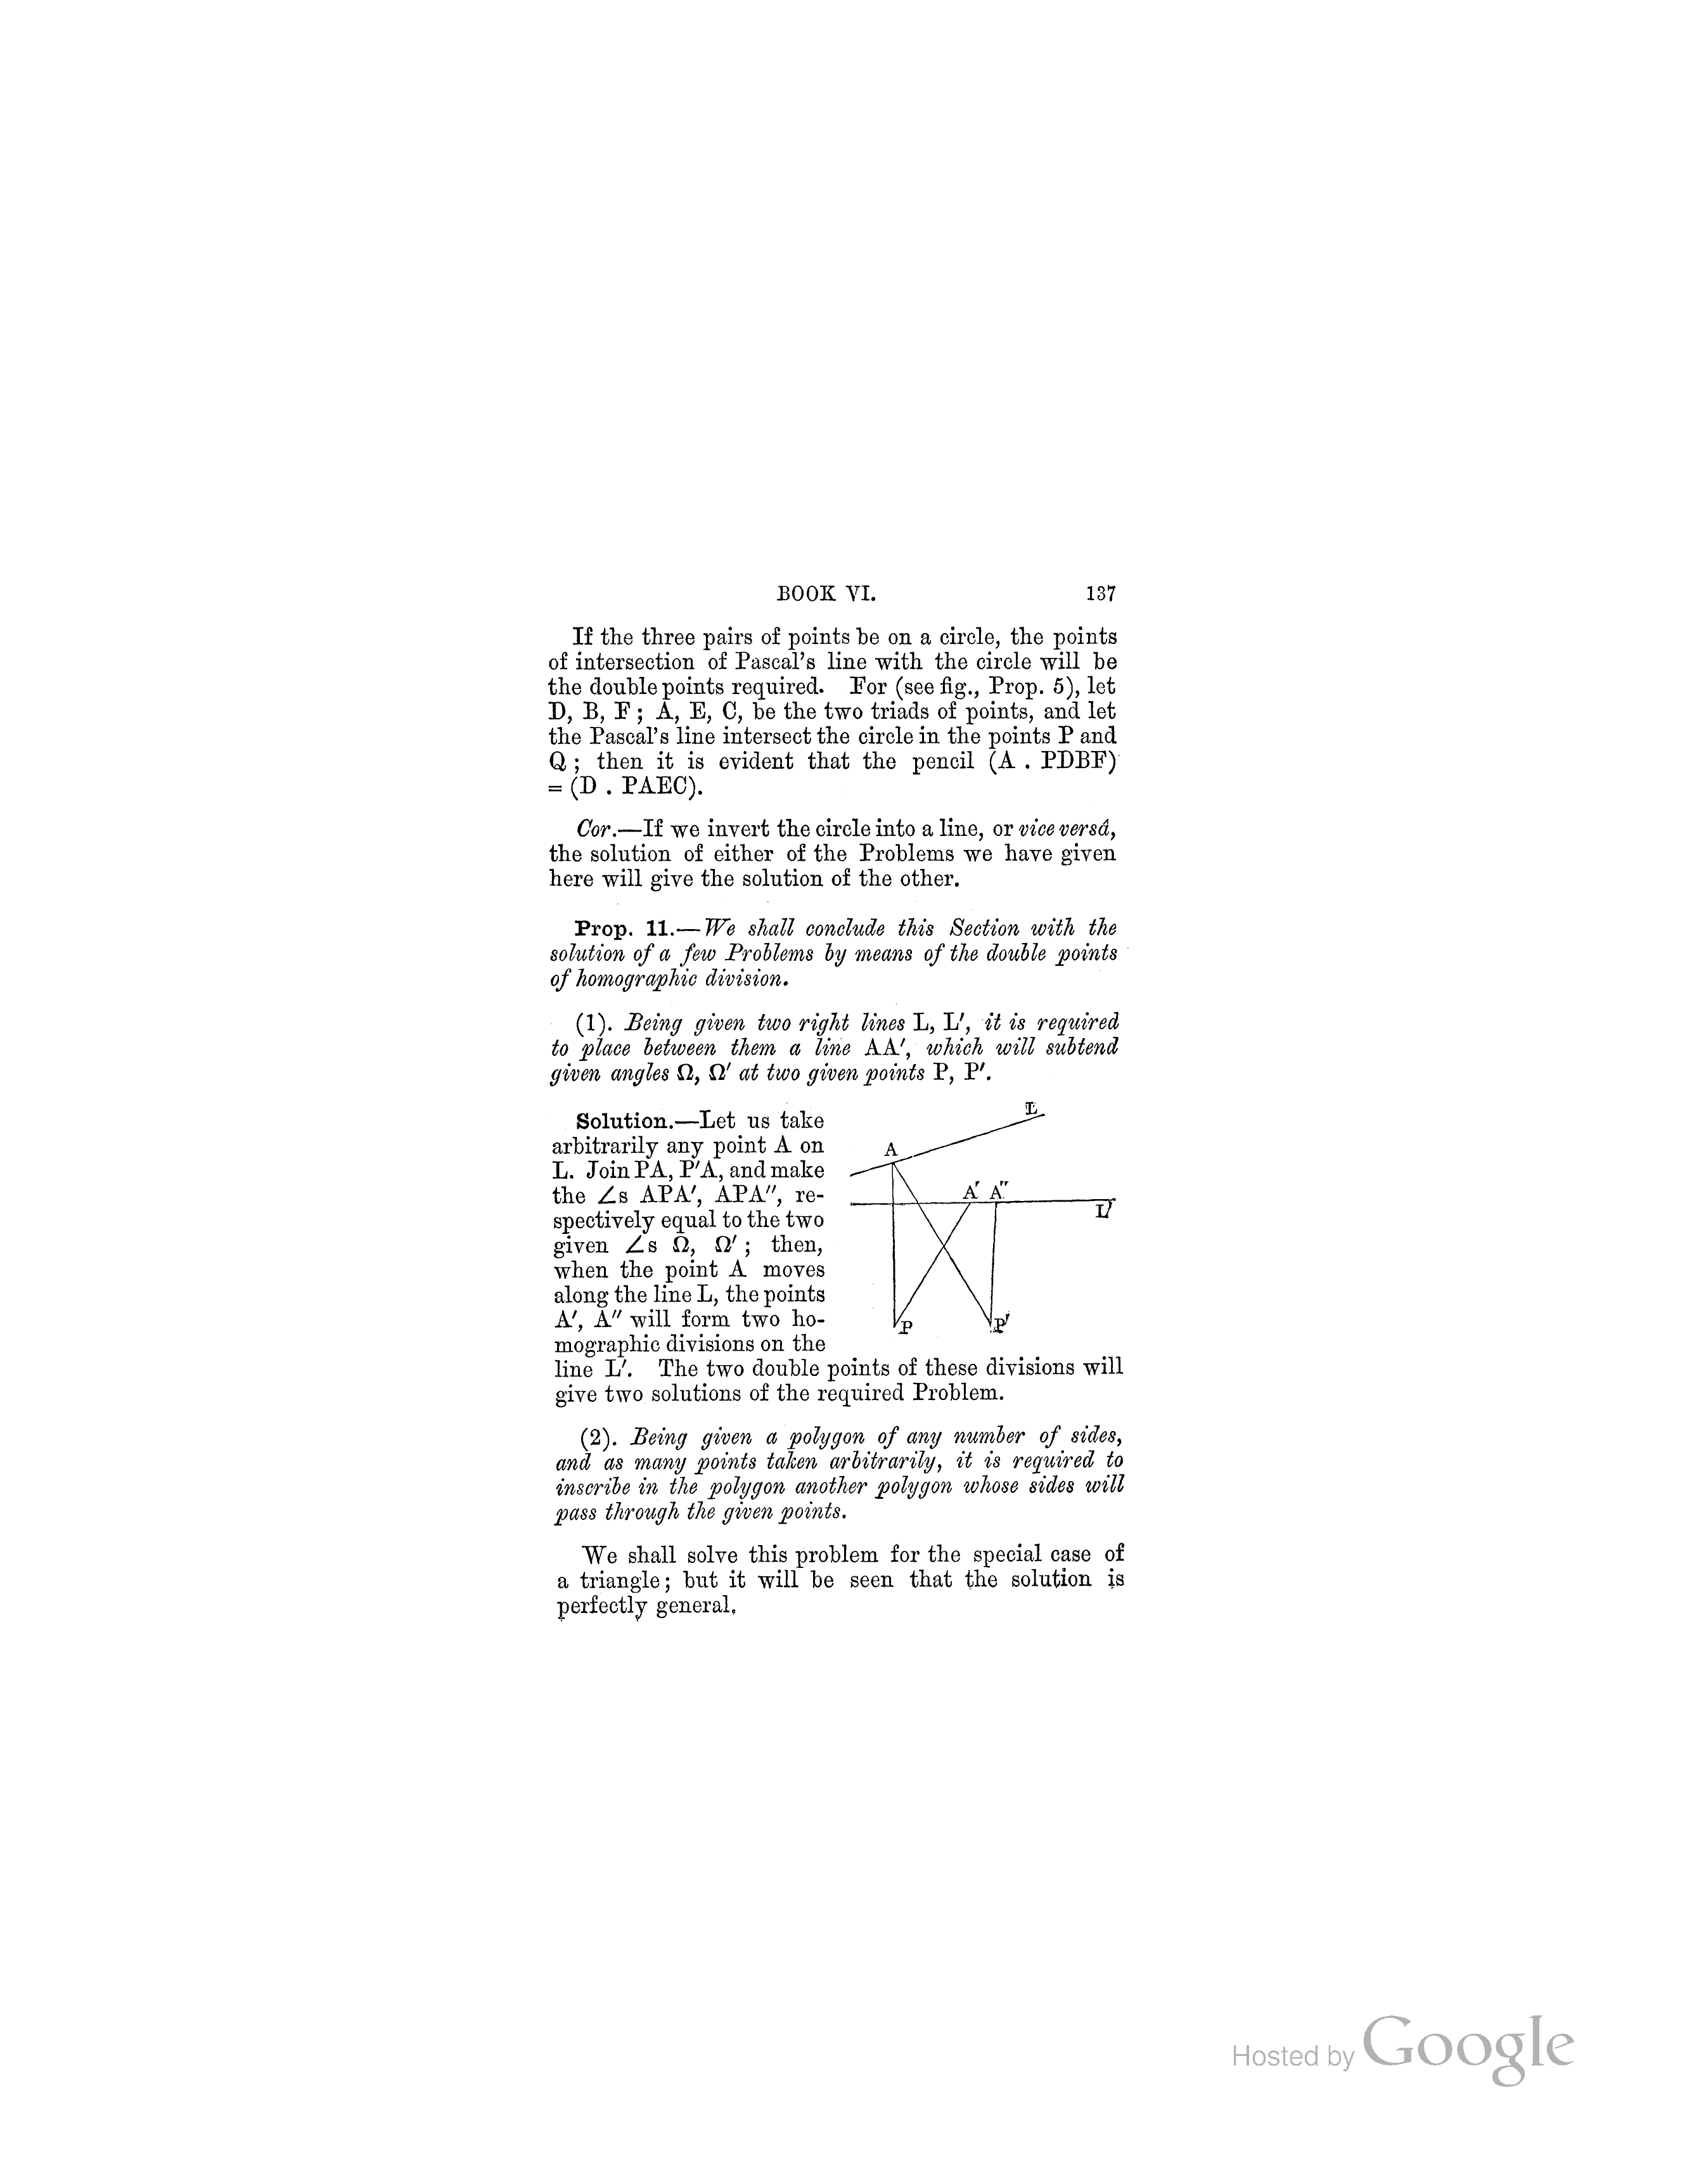 BOOK VI. 137
If the three pairs of points be on a circle, the points
of intersection of Pascal's line with the circle will be
the double points required. For (see fig., Prop. 5), let
D, B, F ; A, E, C, be the two triads of points, and let
the Pascal's line intersect the circle in the points P and
Q ; then it is evident that the pencil (A . PDBF)
= (D . PAEC).
Cor.—If we invert the circle into a line, or vice versâ,
the solution of either of the Problems we have given
here will give the solution of the other.
Prop. 11.—We shall conclude this Section with the
solution of a few Problems by means of the double points
of homographic division.
(1). Being given two right lines L, L′, it is required
to place between them a line AA′, which will subtend
given angles Ω, Ω′ at two given points P, P′.
Solution.—Let us take
arbitrarily any point A on
L. Join PA, P′A, and make
the ∠s APA′, APA″, re-
spectively equal to the two
given ∠s Ω, Ω′ ; then,
when the point A moves
along the line L, the points
A′, A″ will form two ho-
mographic divisions on the
L
A
A′ A″
L′
P P′
line L′. The two double points of these divisions will
give two solutions of the required Problem.
(2). Being given a polygon of any number of sides,
and as many points taken arbitrarily, it is required to
inscribe in the polygon another polygon whose sides will
pass through the given points.
We shall solve this problem for the special case of
a triangle ; but it will be seen that the solution is
perfectly general.
Hosted by Google